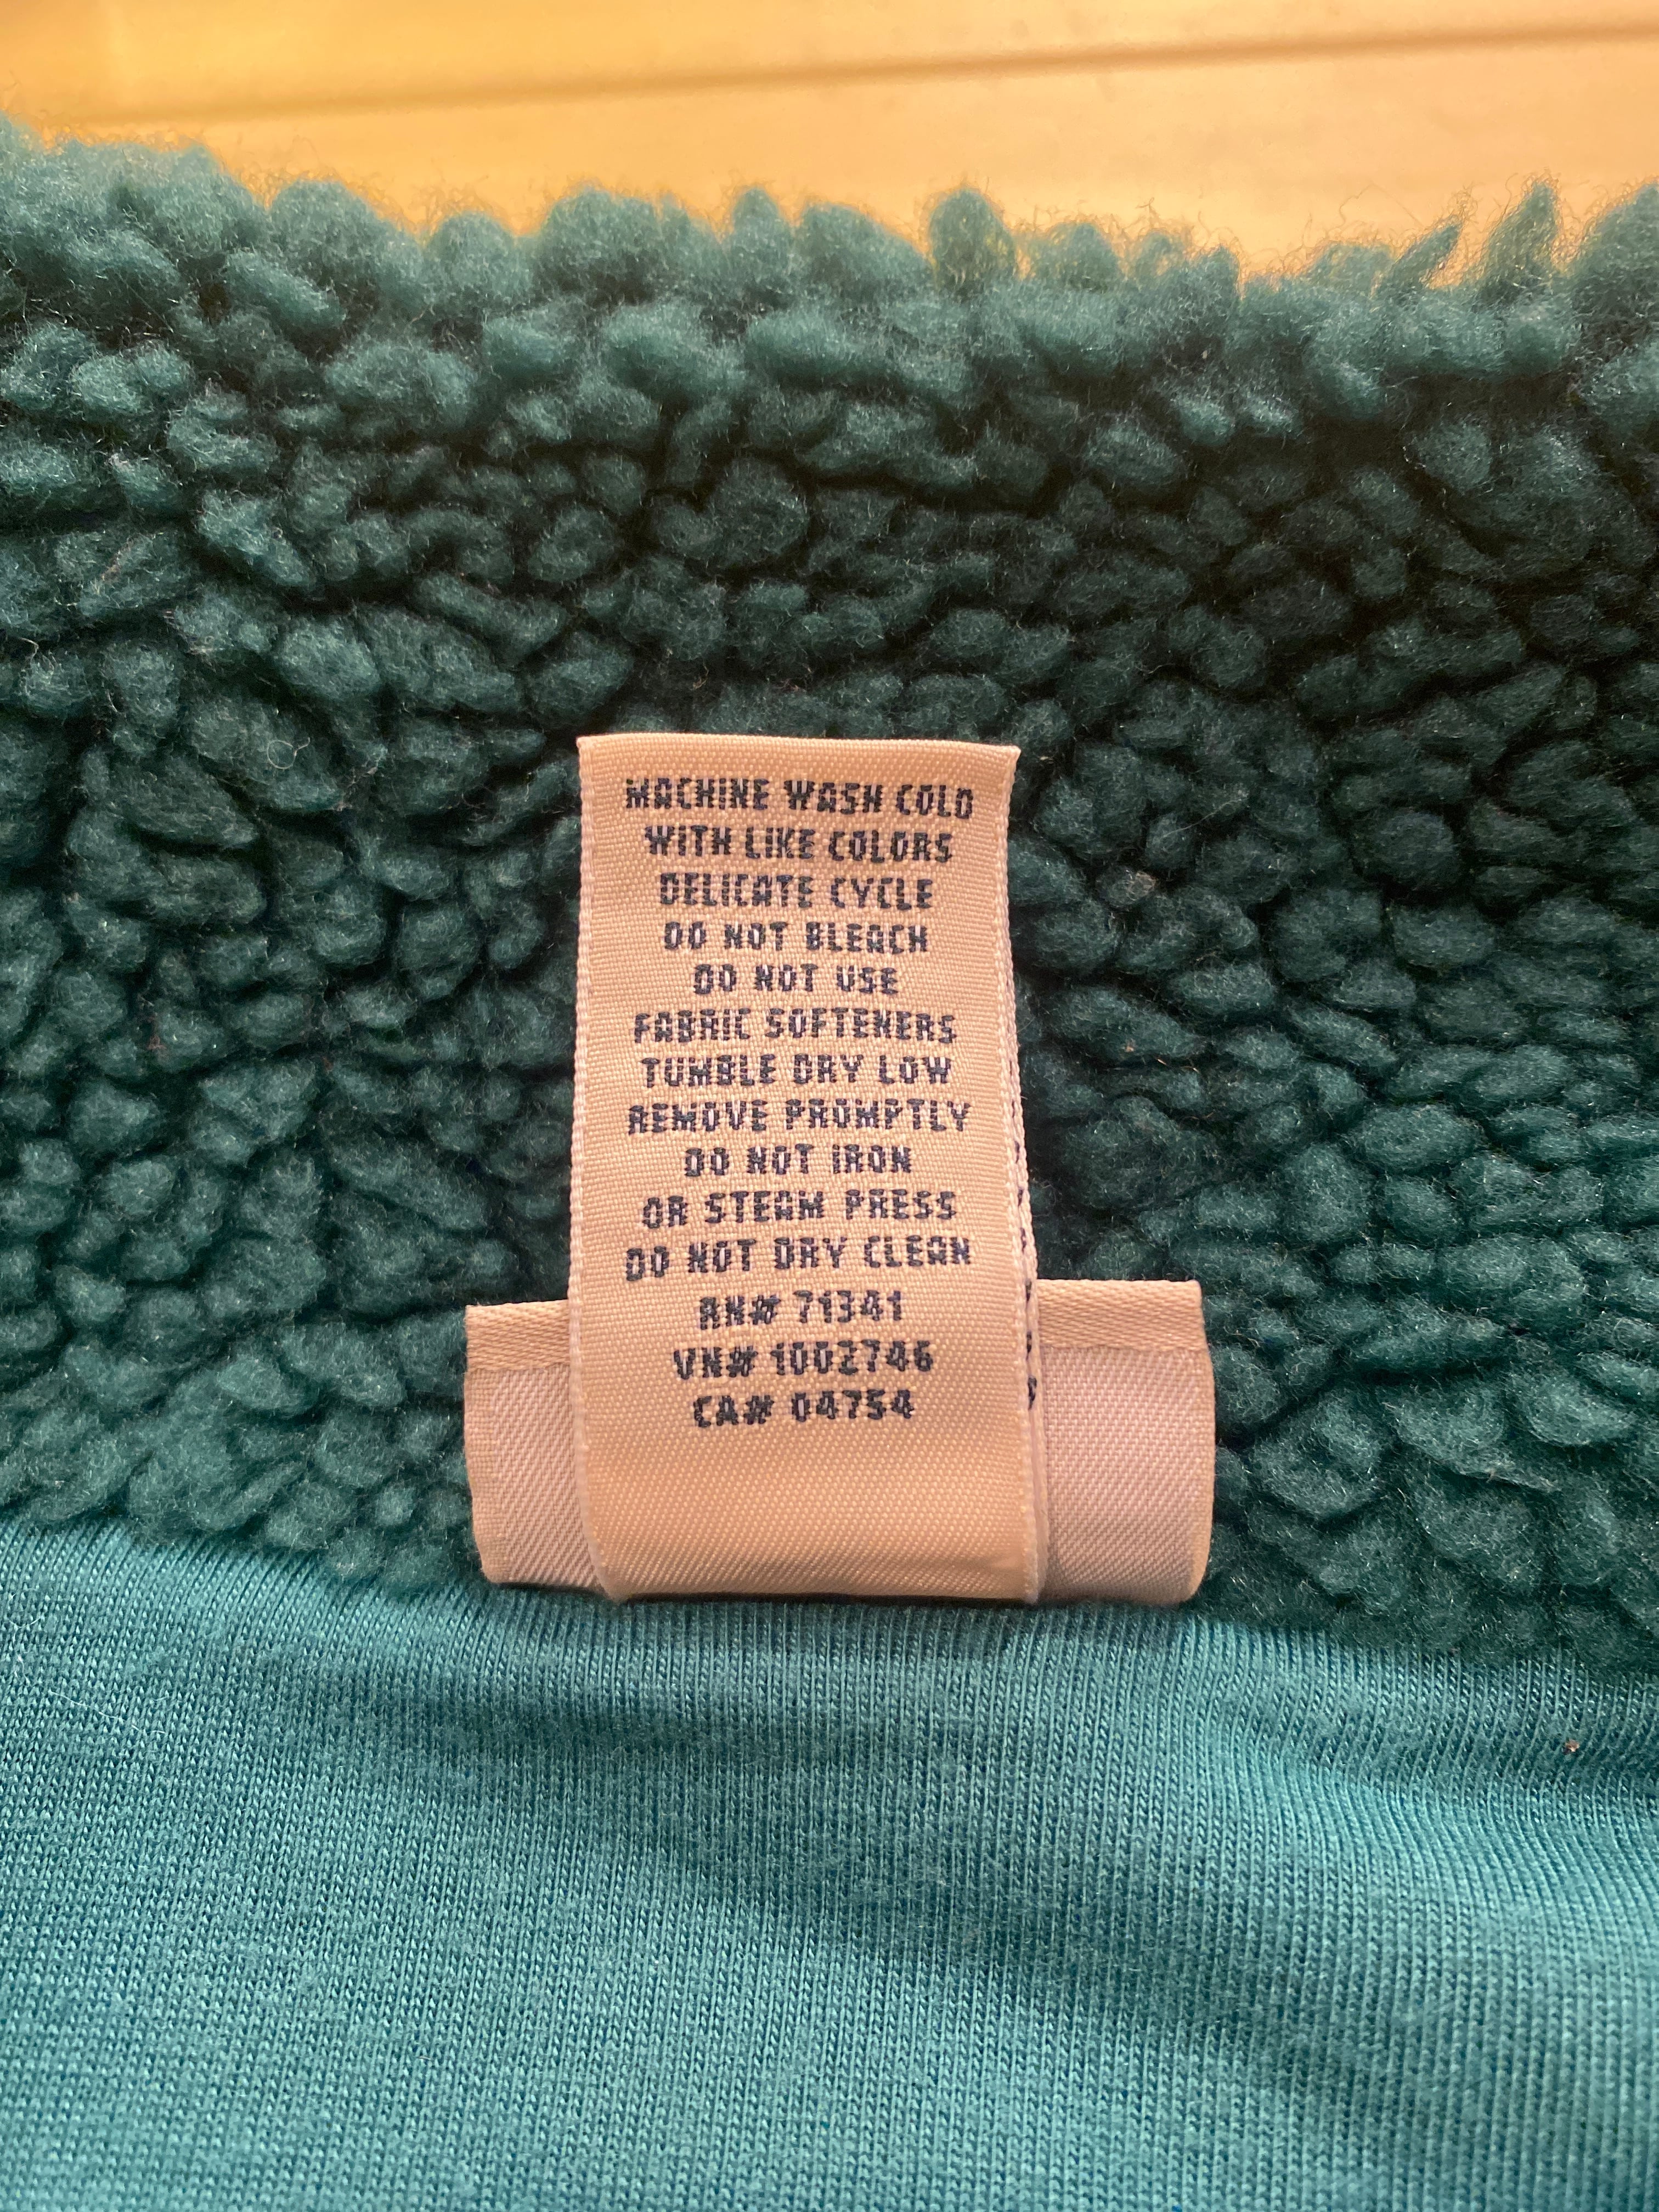 MACHINE WASH COLD
WITH LIKE COLORS
DELICATE CYCLE
DO NOT BLEACH
DO NOT USE
FABRIC SOFTENERS
TUMBLE DRY LOW
REMOVE PROMPTLY
DO NOT IRON
OR STEAM PRESS
DO NOT DRY CLEAN
RN# 71341
VN# 1002746
CA# 04754